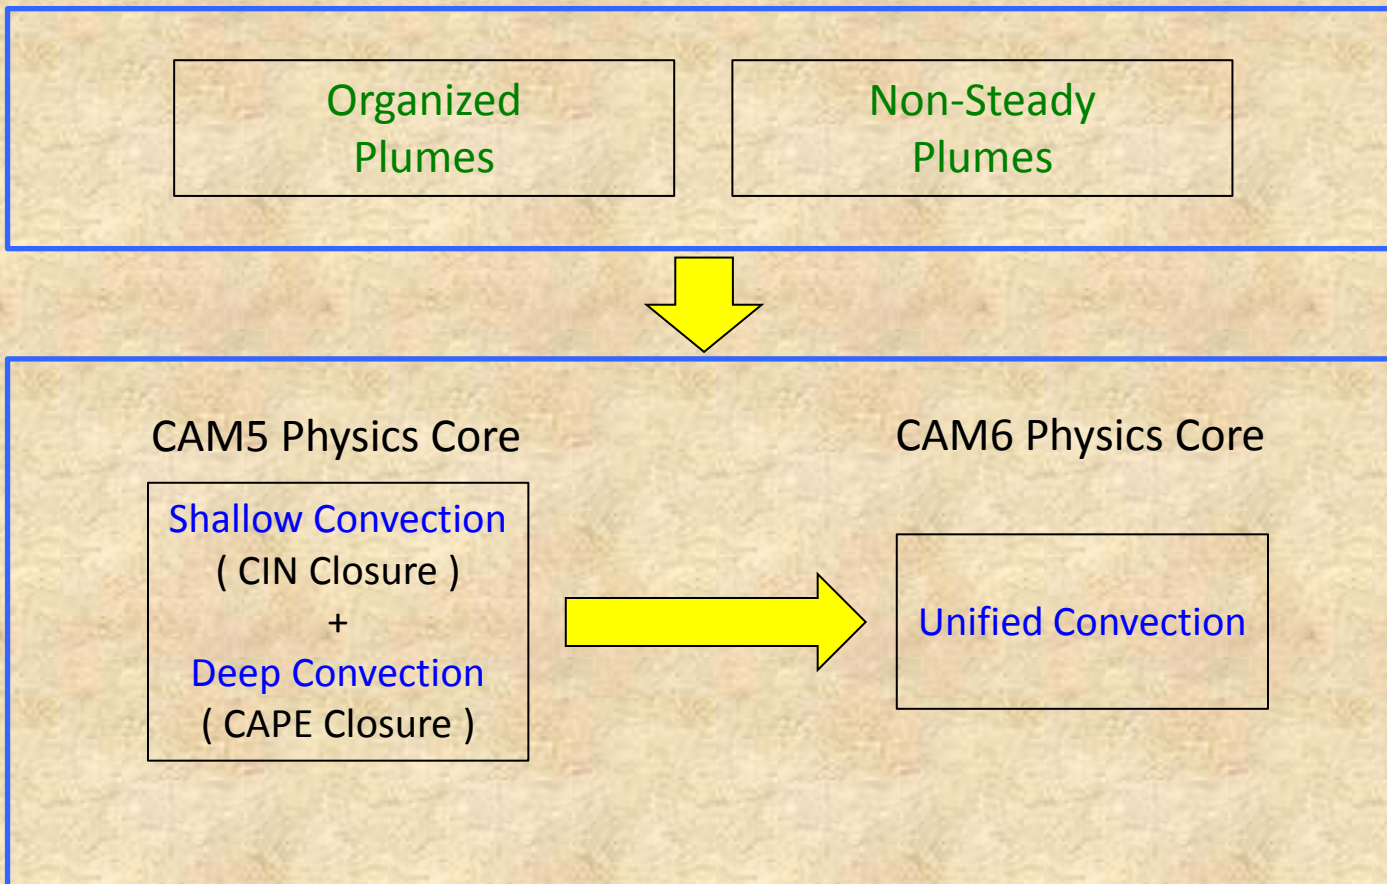 Organized
Plumes
Non-Steady
Plumes
CAM5 Physics Core
Shallow Convection
( CIN Closure )
+
Deep Convection
( CAPE Closure )
CAM6 Physics Core
Unified Convection